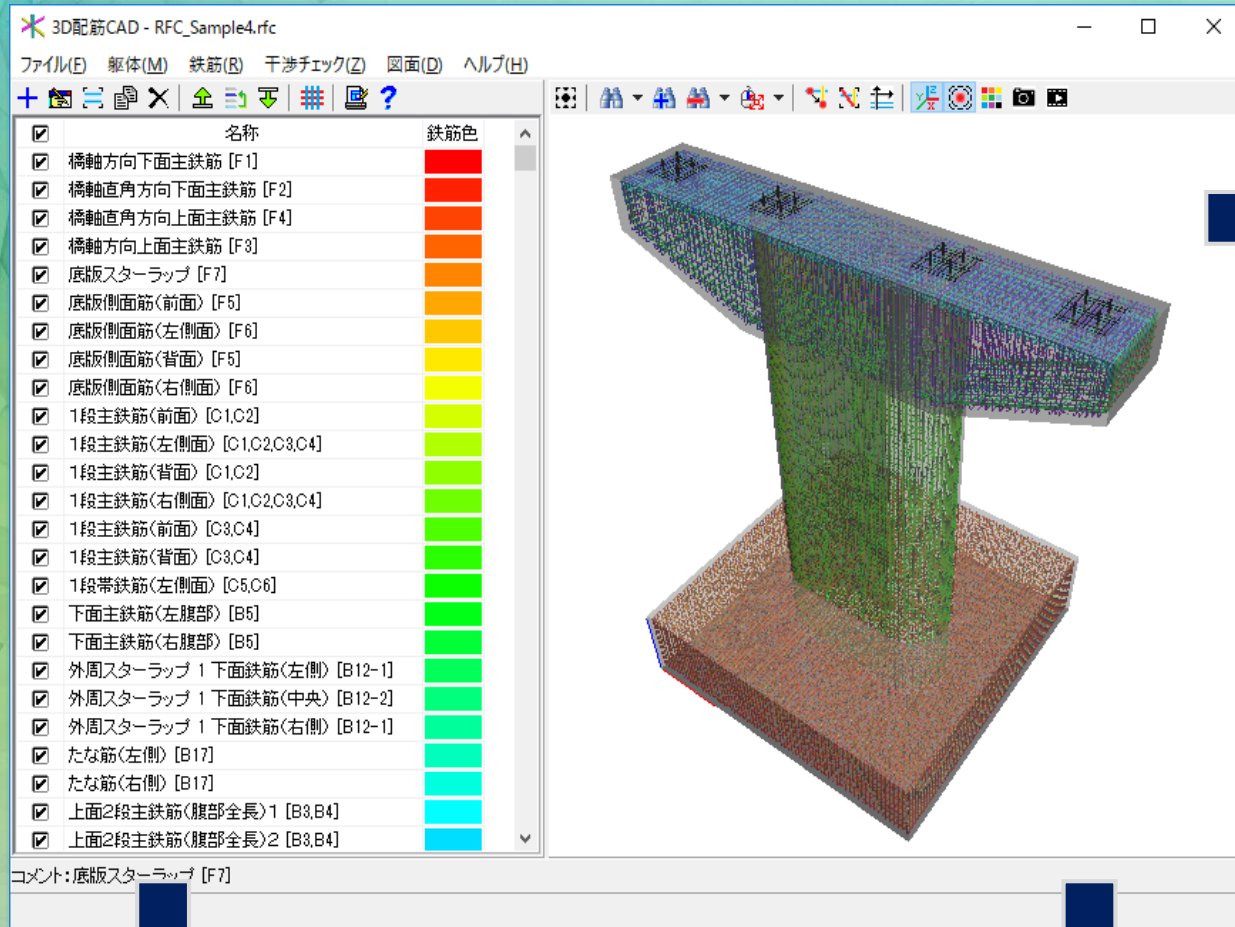 3D配筋CAD - RFC_Sample4.rfc
ファイル(F) 躯体(M) 鉄筋(R) 干渉チェック(Z) 図面(D) ヘルプ(H)
名称 鉄筋色
橋軸方向下面主鉄筋 [F1]
橋軸直角方向下面主鉄筋 [F2]
橋軸直角方向上面主鉄筋 [F4]
橋軸方向上面主鉄筋 [F3]
底版スターラップ [F7]
底版側面筋(前面) [F5]
底版側面筋(左側面) [F6]
底版側面筋(背面) [F5]
底版側面筋(右側面) [F6]
1段主鉄筋(前面) [C1,C2]
1段主鉄筋(左側面) [C1,C2,C3,C4]
1段主鉄筋(背面) [C1,C2]
1段主鉄筋(右側面) [C1,C2,C3,C4]
1段主鉄筋(前面) [C3,C4]
1段主鉄筋(背面) [C3,C4]
1段帯鉄筋(左側面) [C5,C6]
下面主鉄筋(左腹部) [B5]
下面主鉄筋(右腹部) [B5]
外周スターラップ 1 下面鉄筋(左側) [B12-1]
外周スターラップ 1 下面鉄筋(中央) [B12-2]
外周スターラップ 1 下面鉄筋(右側) [B12-1]
たな筋(左側) [B17]
たな筋(右側) [B17]
上面2段主鉄筋(腹部全長)1 [B3,B4]
上面2段主鉄筋(腹部全長)2 [B3,B4]
コメント:底版スターラップ [F7]